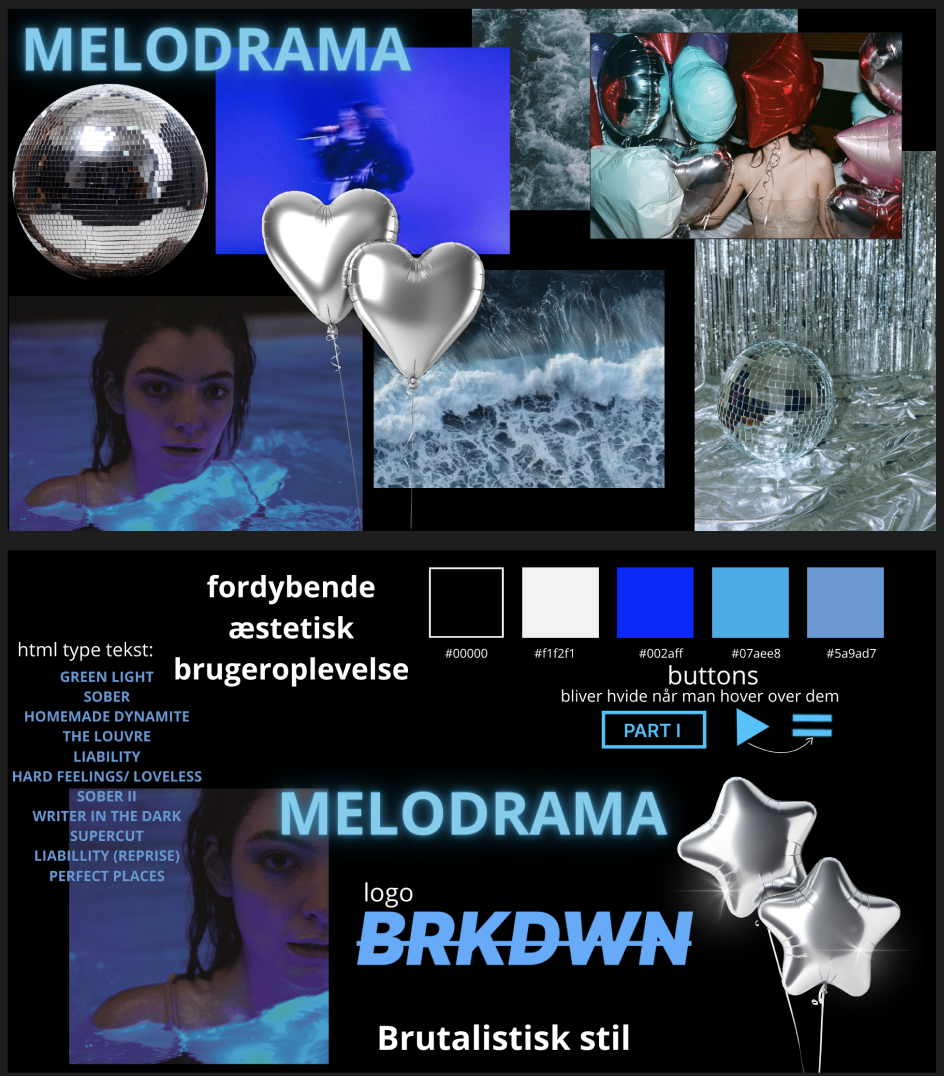 MELODRAMA
fordybende
æstetisk
brugeroplevelse
#00000
#f1f2f1
#002aff
#07aee8
#5a9ad7
buttons
bliver hvide når man hover over dem
PART I
html type tekst:
GREEN LIGHT
SOBER
HOMEMADE DYNAMITE
THE LOUVRE
LIABILITY
HARD FEELINGS/ LOVELESS
SOBER II
WRITER IN THE DARK
SUPERCUT
LIABILLITY (REPRISE)
PERFECT PLACES
MELODRAMA
logo
BRKDWN
Brutalistisk stil